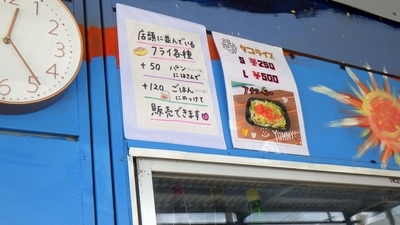 店頭に並んでいる
フライ各種
+50 パン
にはさんで
+120 ごはん
にのっけて
販売できます
タコライス
S ¥250
L ¥500
YUMMY!